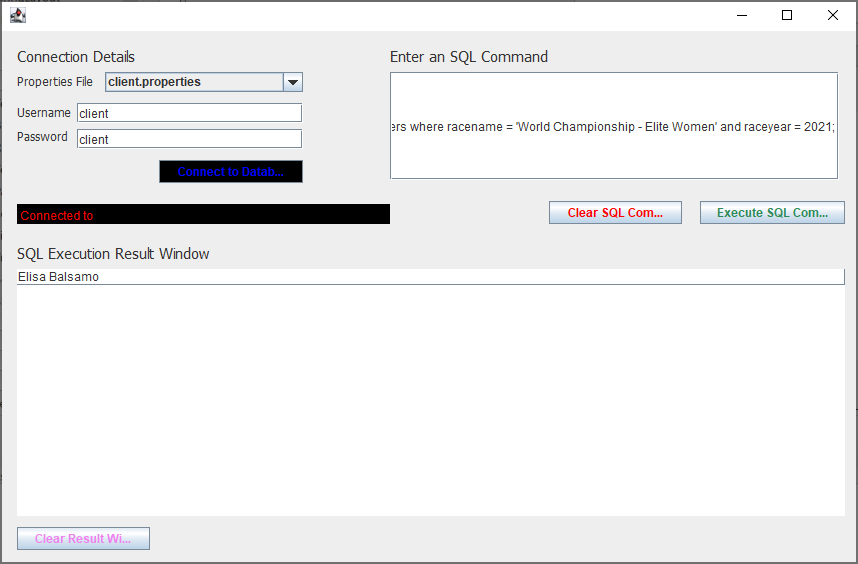 Connection Details
Properties File client.properties
Username client
Password client
Connect to Datab...
Connected to
Enter an SQL Command
ers where racename = 'World Championship - Elite Women' and raceyear = 2021;
Clear SQL Com... Execute SQL Com...
SQL Execution Result Window
Elisa Balsamo
Clear Result Wi...